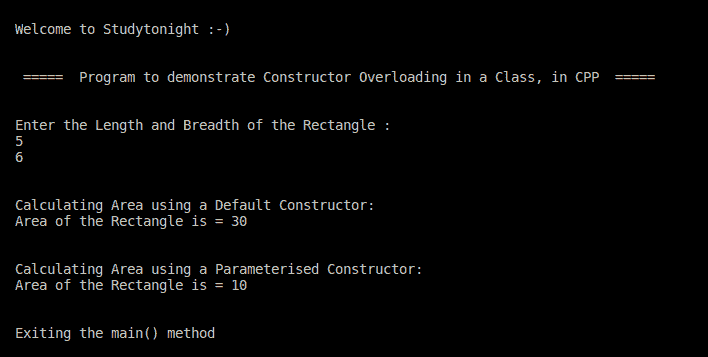 Welcome to Studytonight :-)
===== Program to demonstrate Constructor Overloading in a Class, in CPP =====
Enter the Length and Breadth of the Rectangle :
5
6
Calculating Area using a Default Constructor:
Area of the Rectangle is = 30
Calculating Area using a Parameterised Constructor:
Area of the Rectangle is = 10
Exiting the main() method